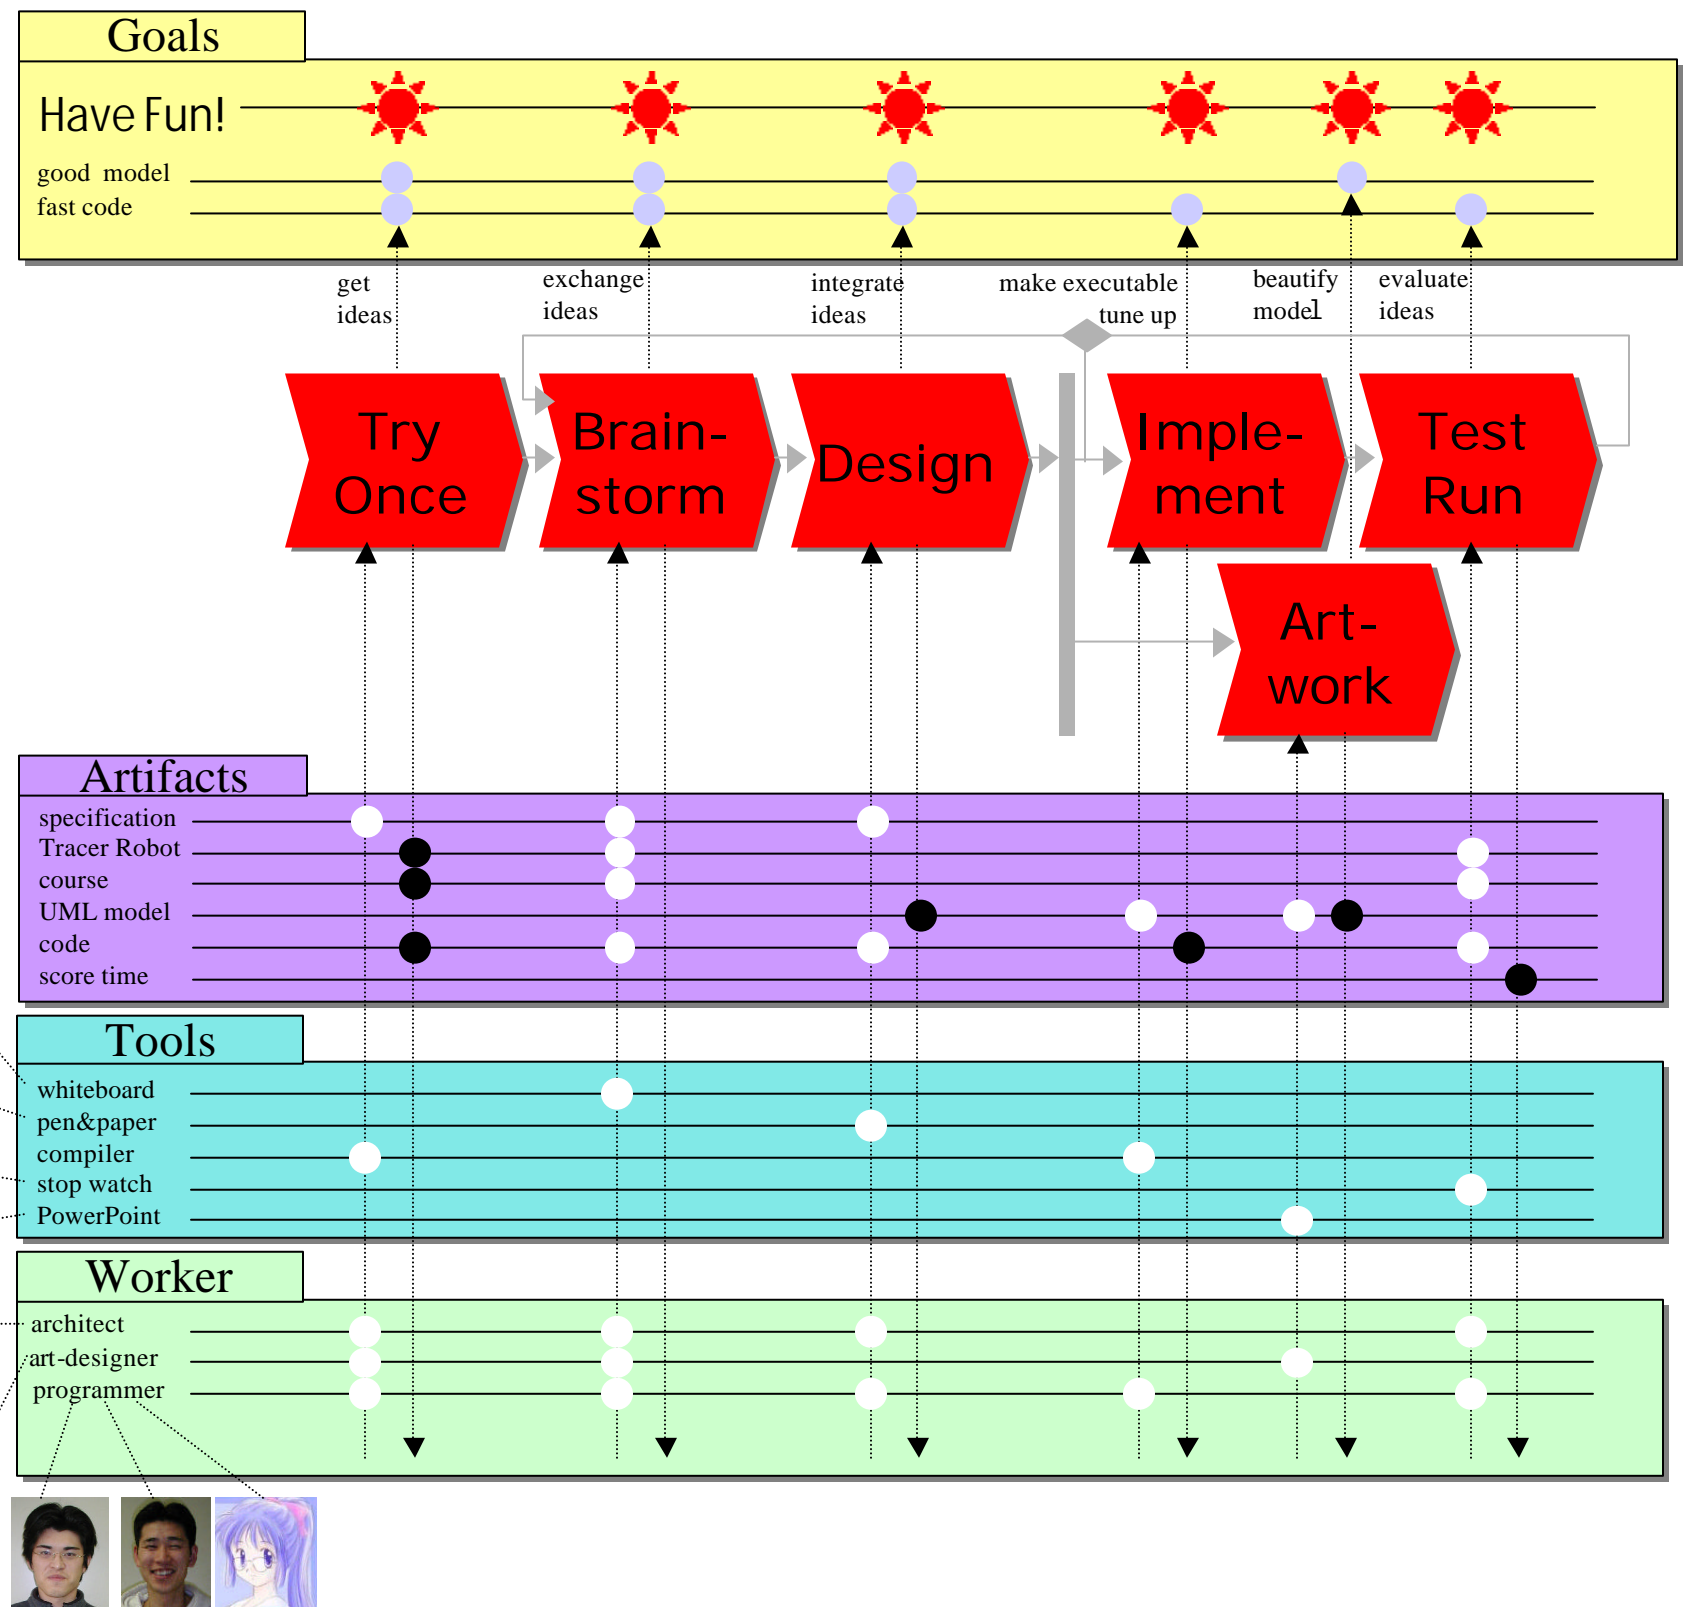 Goals
Have Fun!
good model
fast code
get
ideas
exchange
ideas
integrate
ideas
make executable
tune up
beautify
model
evaluate
ideas
Try
Once
Brain-
storm
Design
Imple-
ment
Test
Run
Art-
work
Artifacts
specification
Tracer Robot
course
UML model
code
score time
Tools
whiteboard
pen&paper
compiler
stop watch
PowerPoint
Worker
architect
art-designer
programmer